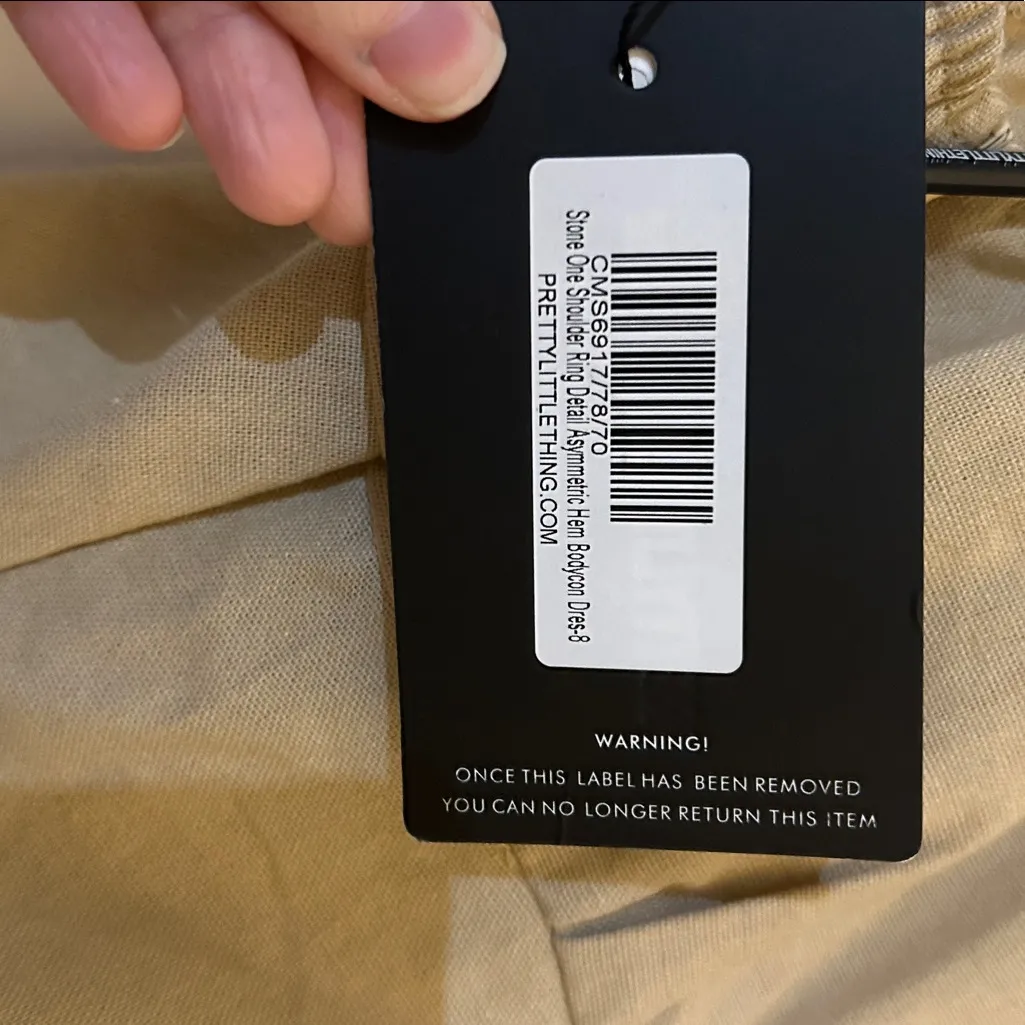 CMS6917/78/70
Stone One Shoulder Ring Detail Asymmetric Hem Bodycon Dres-8
PRETTYLITTLETHING.COM
WARNING!
ONCE THIS LABEL HAS BEEN REMOVED
YOU CAN NO LONGER RETURN THIS ITEM